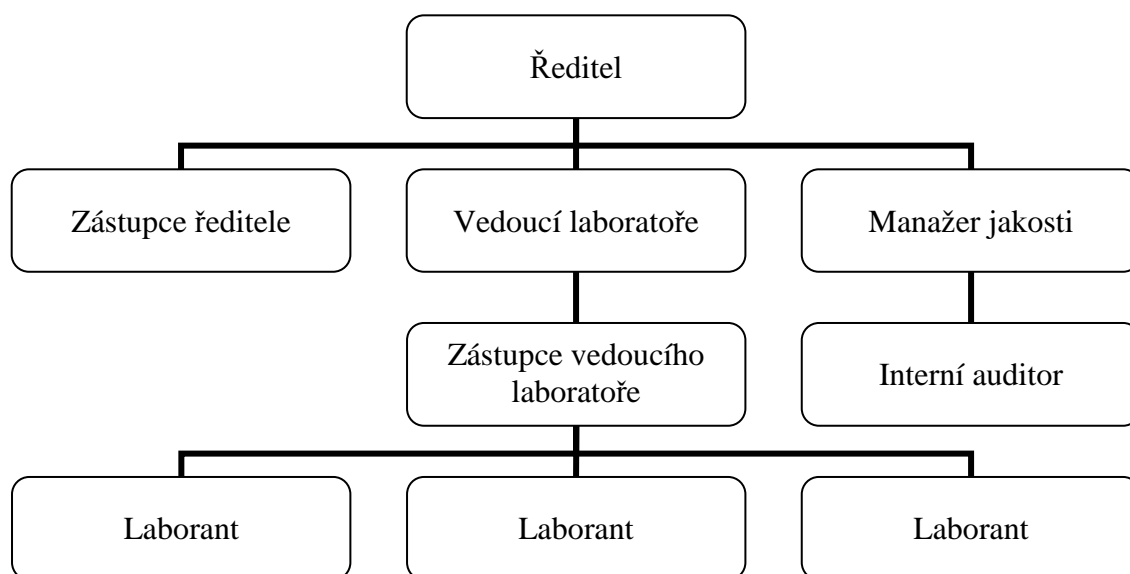 Ředitel
Zástupce ředitele
Vedoucí laboratoře
Manažer jakosti
Zástupce vedoucího
laboratoře
Interní auditor
Laborant
Laborant
Laborant